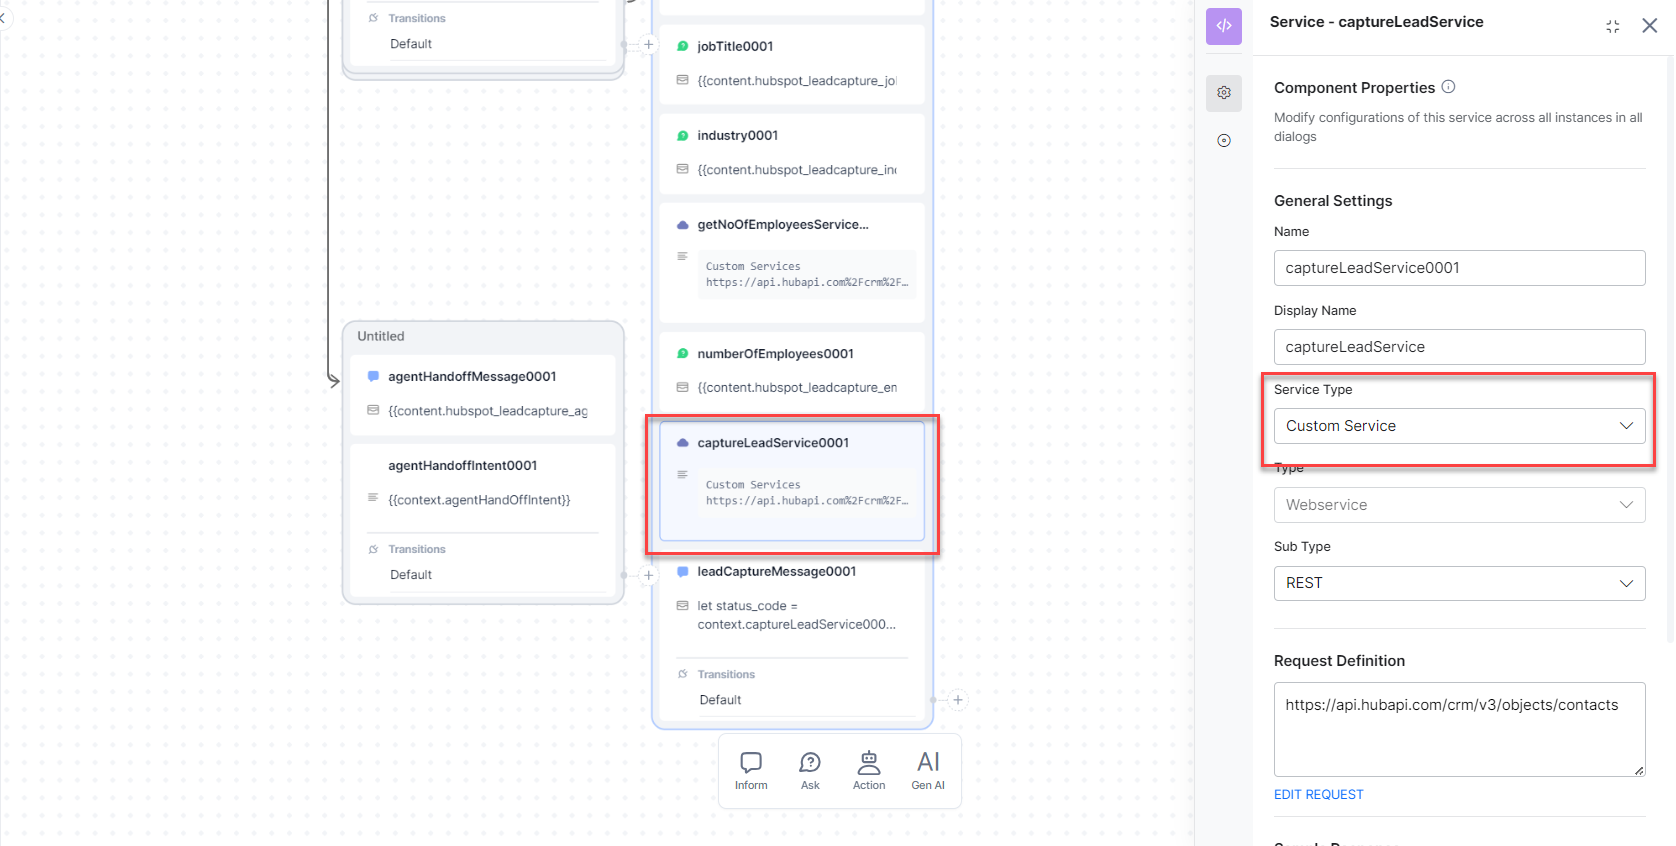 Transitions
Default
jobTitle0001
{{content.hubspot_leadcapture_jol
industry0001
{{content.hubspot_leadcapture_inc
getNoOfEmployeesService...
Custom Services
https://api.hubapi.com%2Fcrm%2F…
numberOfEmployees0001
{{content.hubspot_leadcapture_en
captureLeadService0001
Custom Services
https://api.hubapi.com%2Fcrm%2F…
leadCaptureMessage0001
let status_code =
context.captureLeadService000...
Transitions
Default
Untitled
agentHandoffMessage0001
{{content.hubspot_leadcapture_ag
agentHandoffIntent0001
{{context.agentHandOffIntent}}
Transitions
Default
Inform
Ask
Action
AI
Gen AI
</>
Service - captureLeadService
Component Properties
Modify configurations of this service across all instances in all
dialogs
General Settings
Name
captureLeadService0001
Display Name
captureLeadService
Service Type
Custom Service
Type
Webservice
Sub Type
REST
Request Definition
https://api.hubapi.com/crm/v3/objects/contacts
EDIT REQUEST